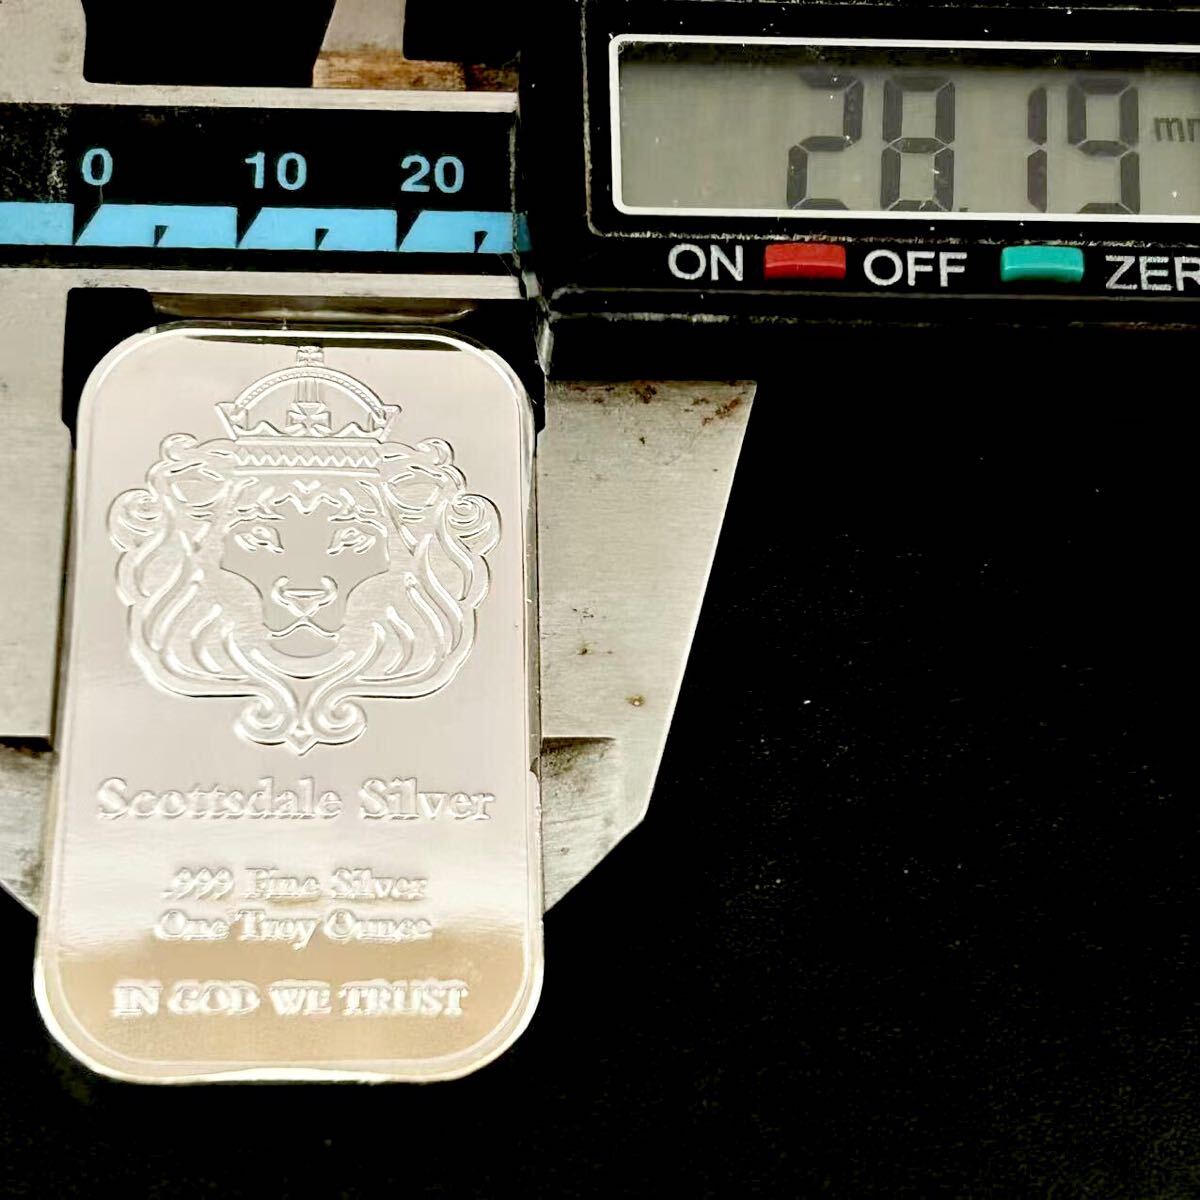 0 10 20
28.19 mm
ON OFF ZER
Scottsdale Silver
.999 Fine Silver
One Troy Ounce
IN GOD WE TRUST